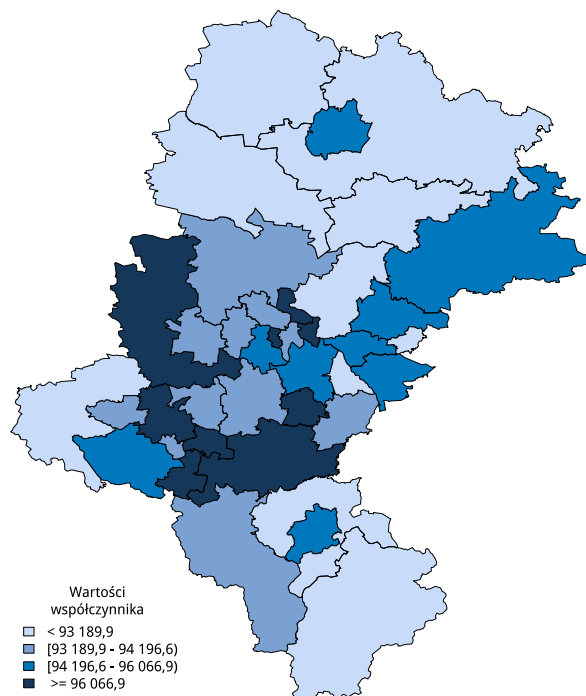 Wartości
współczynnika
< 93 189,9
[93 189,9 - 94 196,6)
[94 196,6 - 96 066,9)
>= 96 066,9